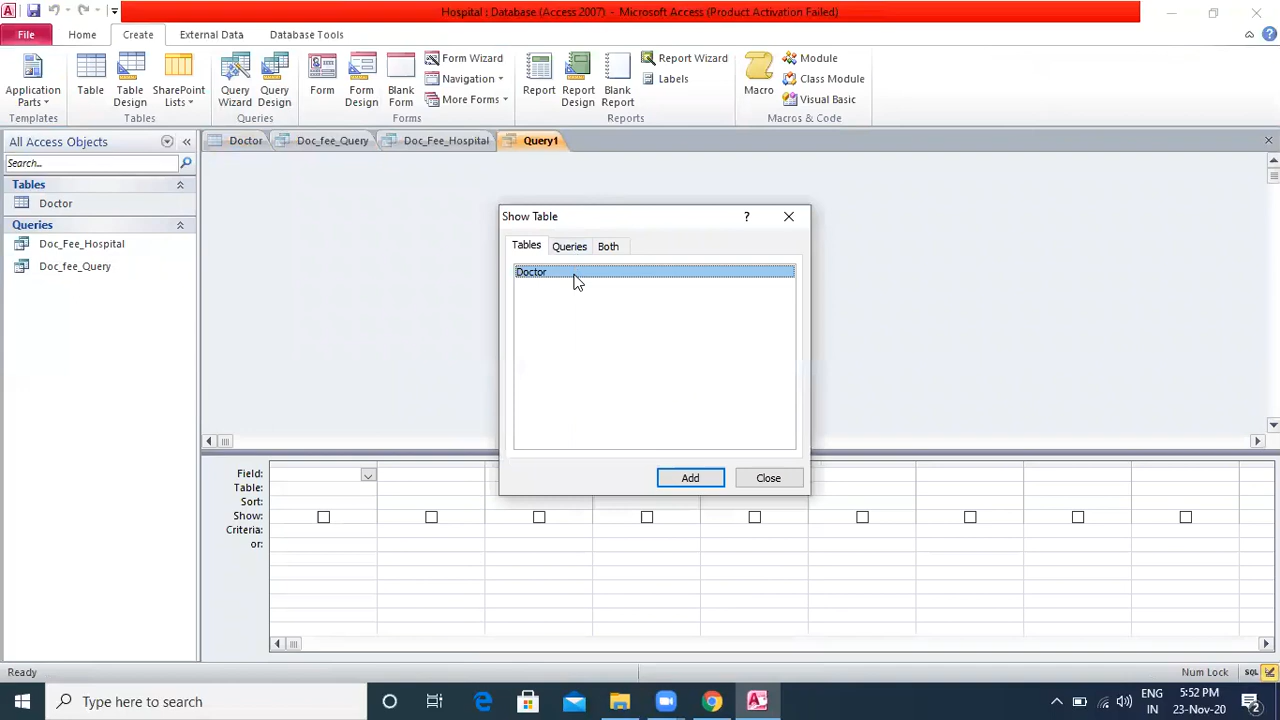 Hospital : Database (Access 2007) - Microsoft Access (Product Activation Failed)
File Home Create External Data Database Tools
Application Parts Table Table Design SharePoint Lists Query Wizard Query Design Form Form Design Blank Form Form Wizard Navigation More Forms Report Report Design Blank Report Report Wizard Labels Macro Module Class Module Visual Basic
Templates Tables Queries Forms Reports Macros & Code
All Access Objects
Search...
Tables
Doctor
Queries
Doc_Fee_Hospital
Doc_fee_Query
Doctor Doc_fee_Query Doc_Fee_Hospital Query1
Show Table ?
Tables Queries Both
Doctor
Add Close
Field:
Table:
Sort:
Show:
Criteria:
or:
Ready Num Lock SQL
Type here to search
ENG
IN
5:52 PM
23-Nov-20
2